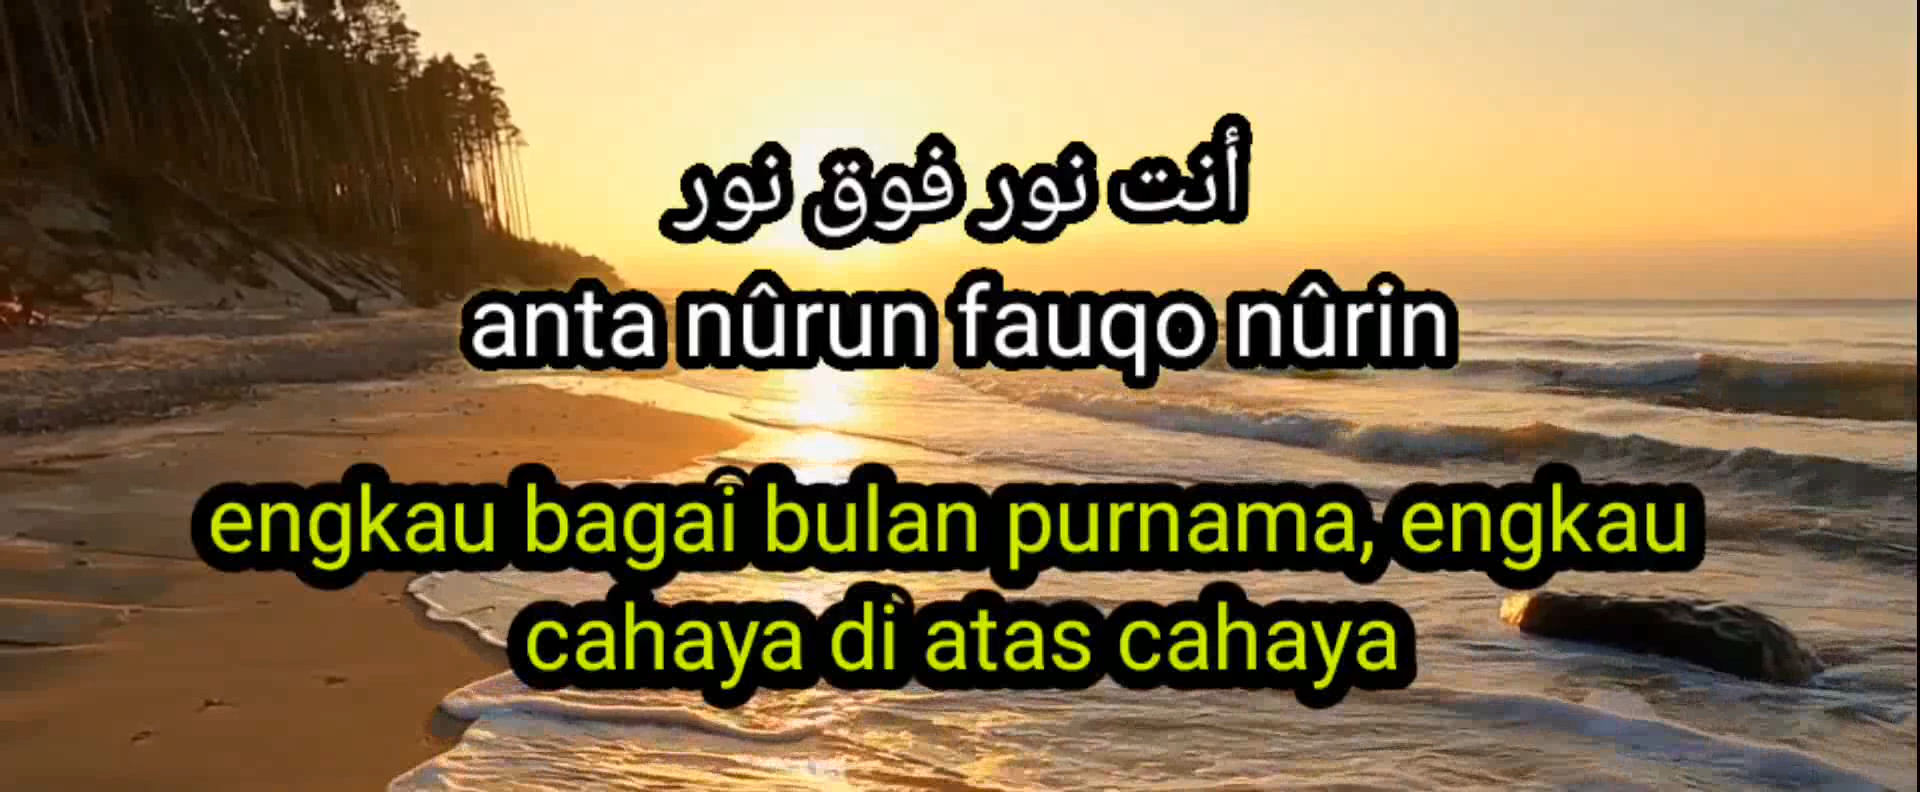 أنت نور فوق نور
anta nûrun fauqo nûrin
engkau bagai bulan purnama, engkau
cahaya di atas cahaya